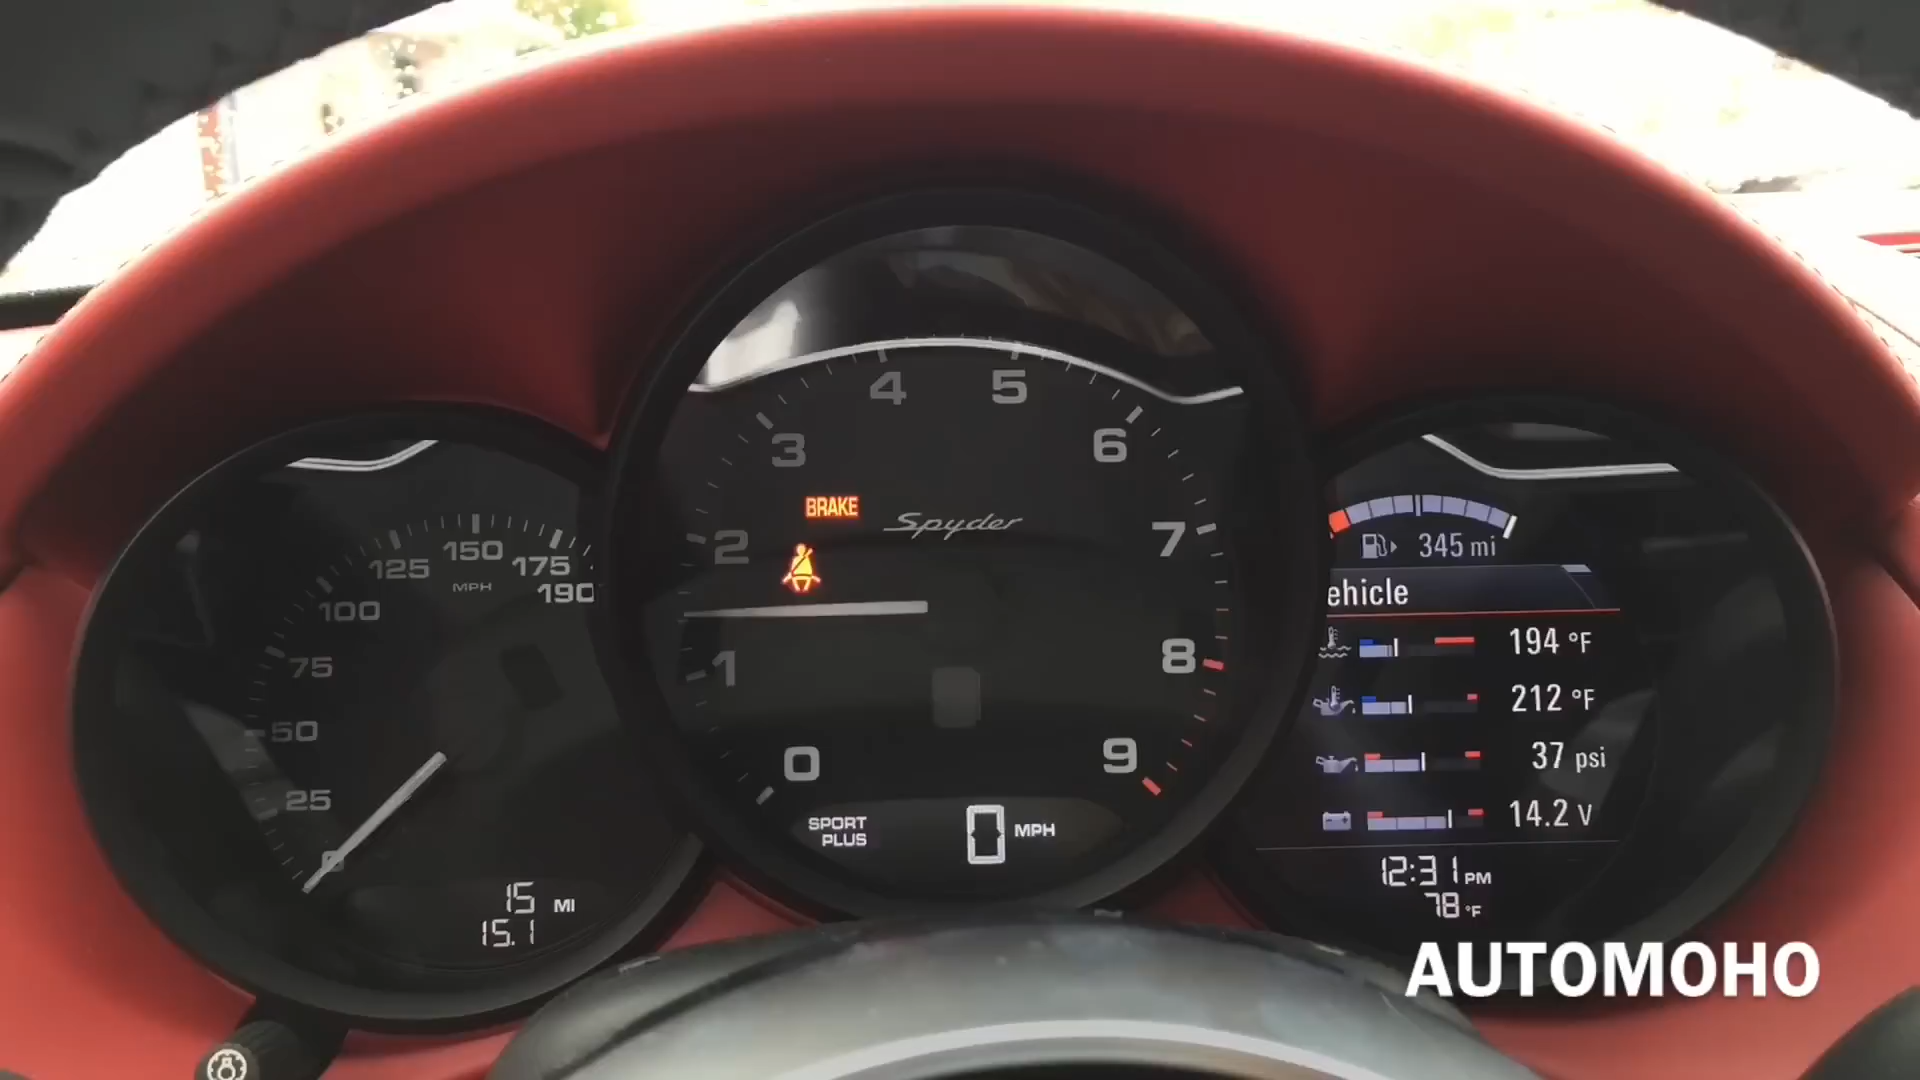 4 5
3 6
BRAKE
Spyder
2 7
1 8
0 9
SPORT
PLUS
0 MPH
150
125 175
MPH
100 190
75
50
25
0
15 MI
15.1
345 mi
ehicle
194 °F
212 °F
37 psi
14.2 V
12:31 PM
78 °F
AUTOMOHO